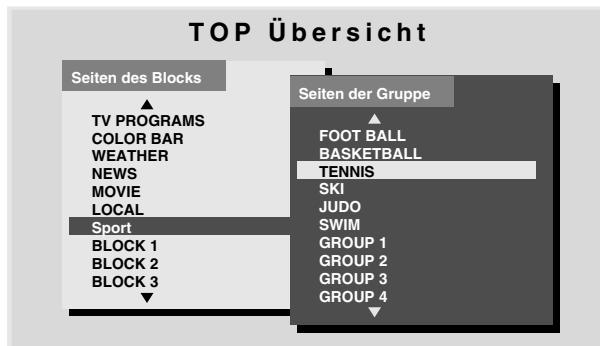 TOP Übersicht
Seiten des Blocks
TV PROGRAMS
COLOR BAR
WEATHER
NEWS
MOVIE
LOCAL
Sport
BLOCK 1
BLOCK 2
BLOCK 3
Seiten der Gruppe
FOOT BALL
BASKETBALL
TENNIS
SKI
JUDO
SWIM
GROUP 1
GROUP 2
GROUP 3
GROUP 4